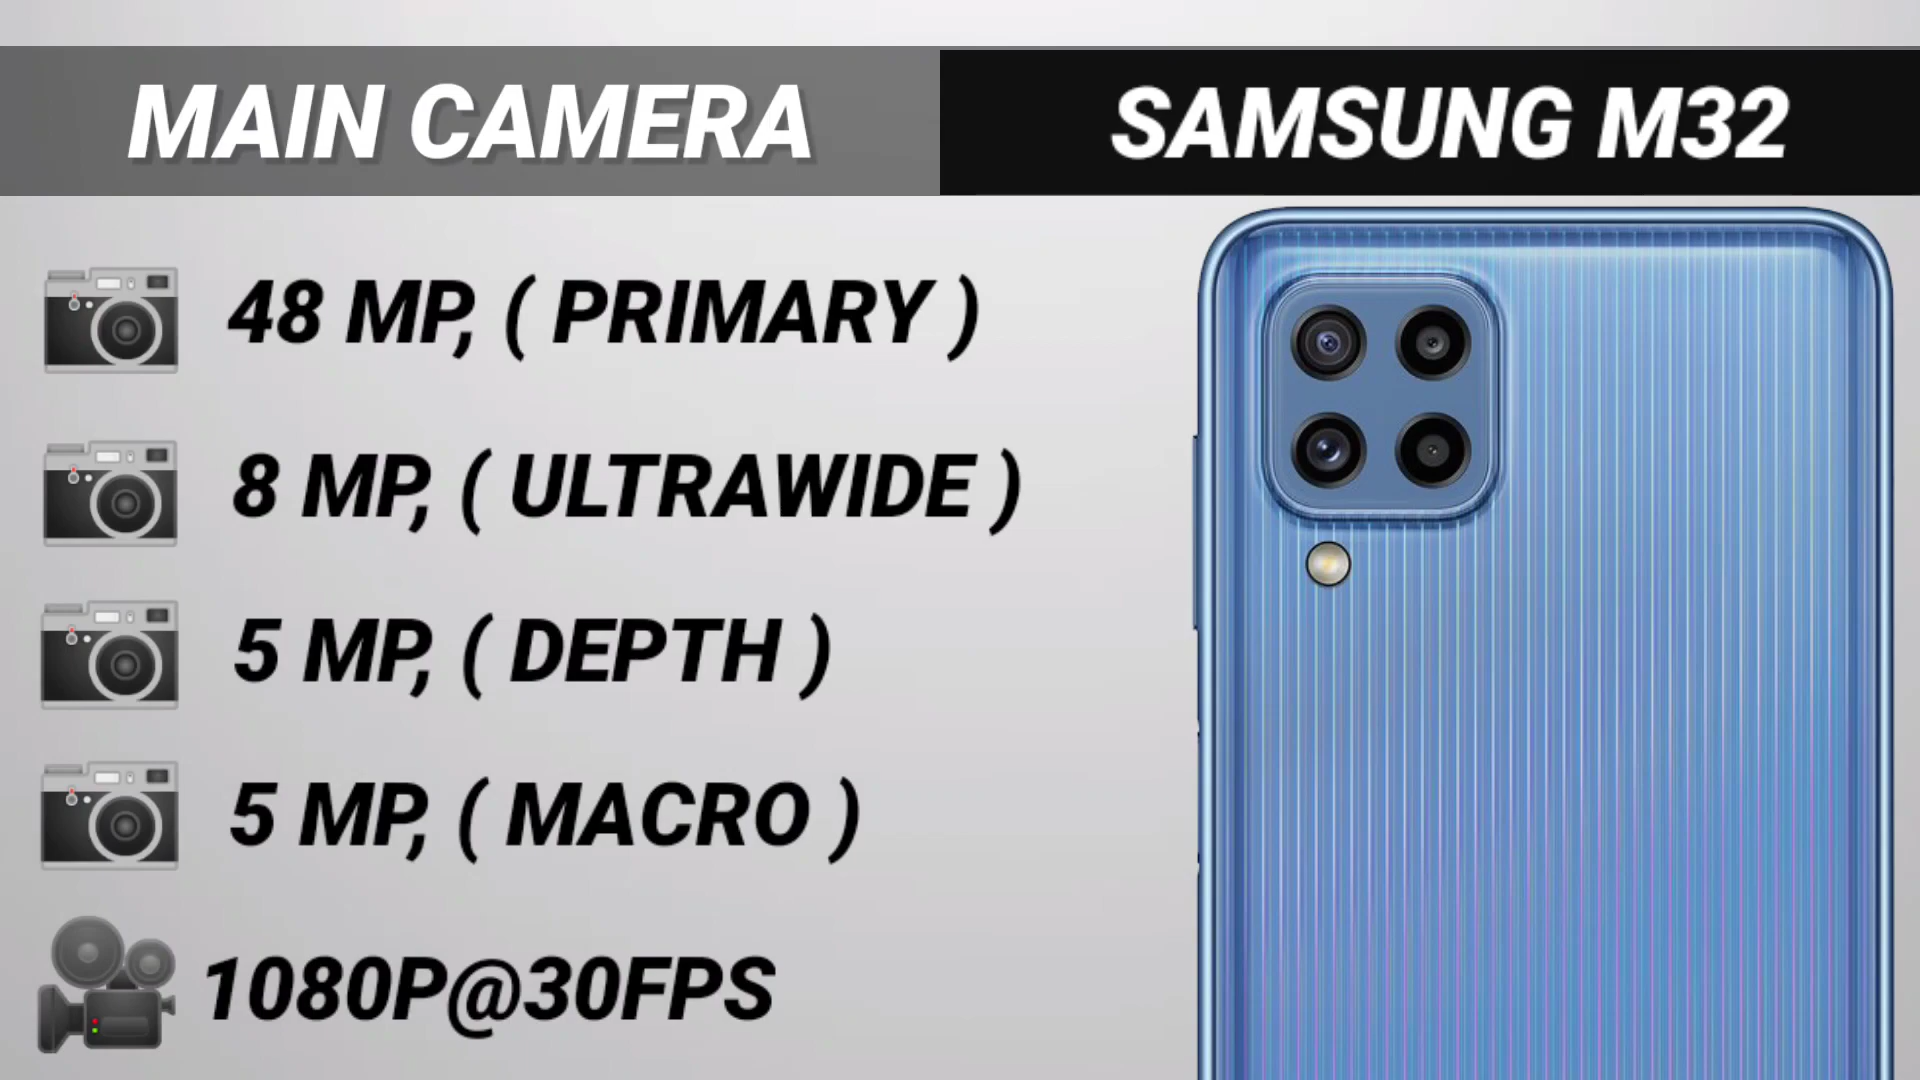 MAIN CAMERA
SAMSUNG M32
48 MP, ( PRIMARY )
8 MP, ( ULTRAWIDE )
5 MP, ( DEPTH )
5 MP, ( MACRO )
1080P@30FPS